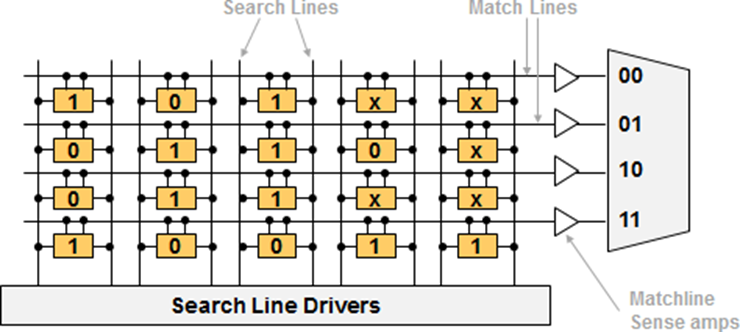 Search Lines Match Lines
00
1 0 1 x x
01
0 1 1 0 x
10
0 1 1 x x
11
1 0 0 1 1
Search Line Drivers
Matchline
Sense amps